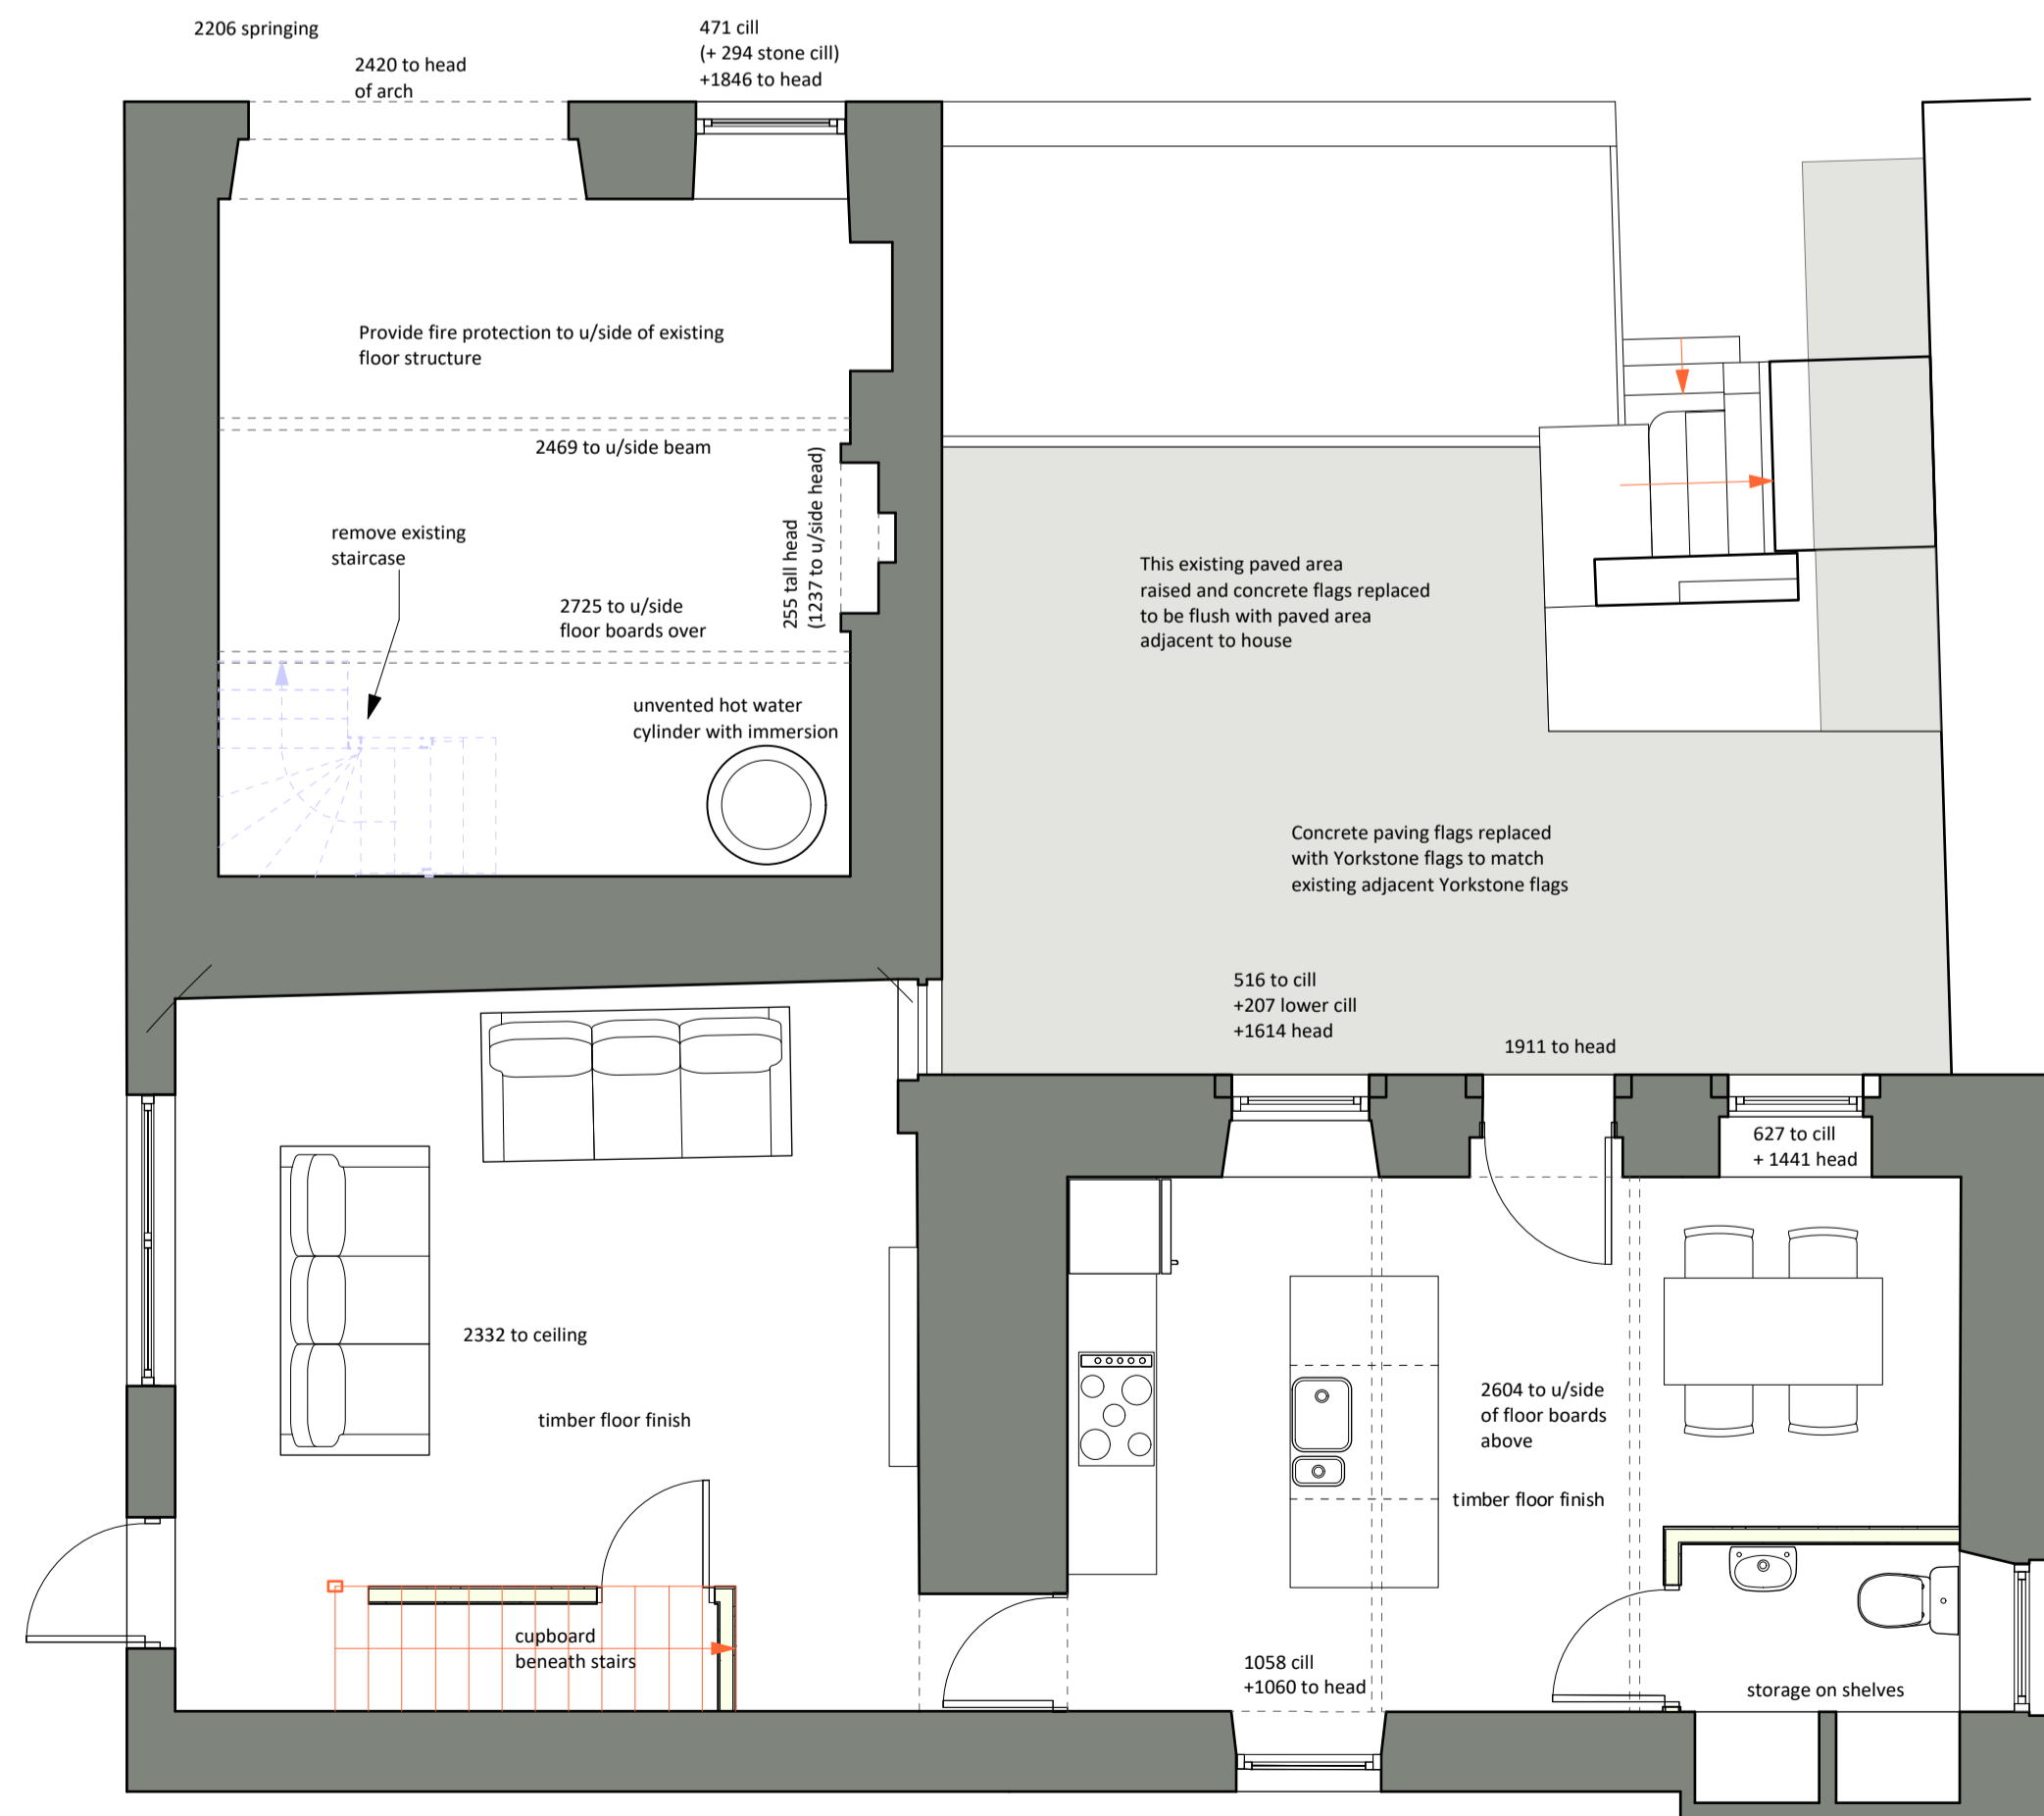 2206 springing
2420 to head
of arch
471 cill
(+ 294 stone cill)
+1846 to head
Provide fire protection to u/side of existing
floor structure
2469 to u/side beam
remove existing
staircase
255 tall head
(1237 to u/side head)
2725 to u/side
floor boards over
unvented hot water
cylinder with immersion
This existing paved area
raised and concrete flags replaced
to be flush with paved area
adjacent to house
Concrete paving flags replaced
with Yorkstone flags to match
existing adjacent Yorkstone flags
516 to cill
+207 lower cill
+1614 head
1911 to head
627 to cill
+ 1441 head
2332 to ceiling
timber floor finish
2604 to u/side
of floor boards
above
timber floor finish
cupboard
beneath stairs
1058 cill
+1060 to head
storage on shelves